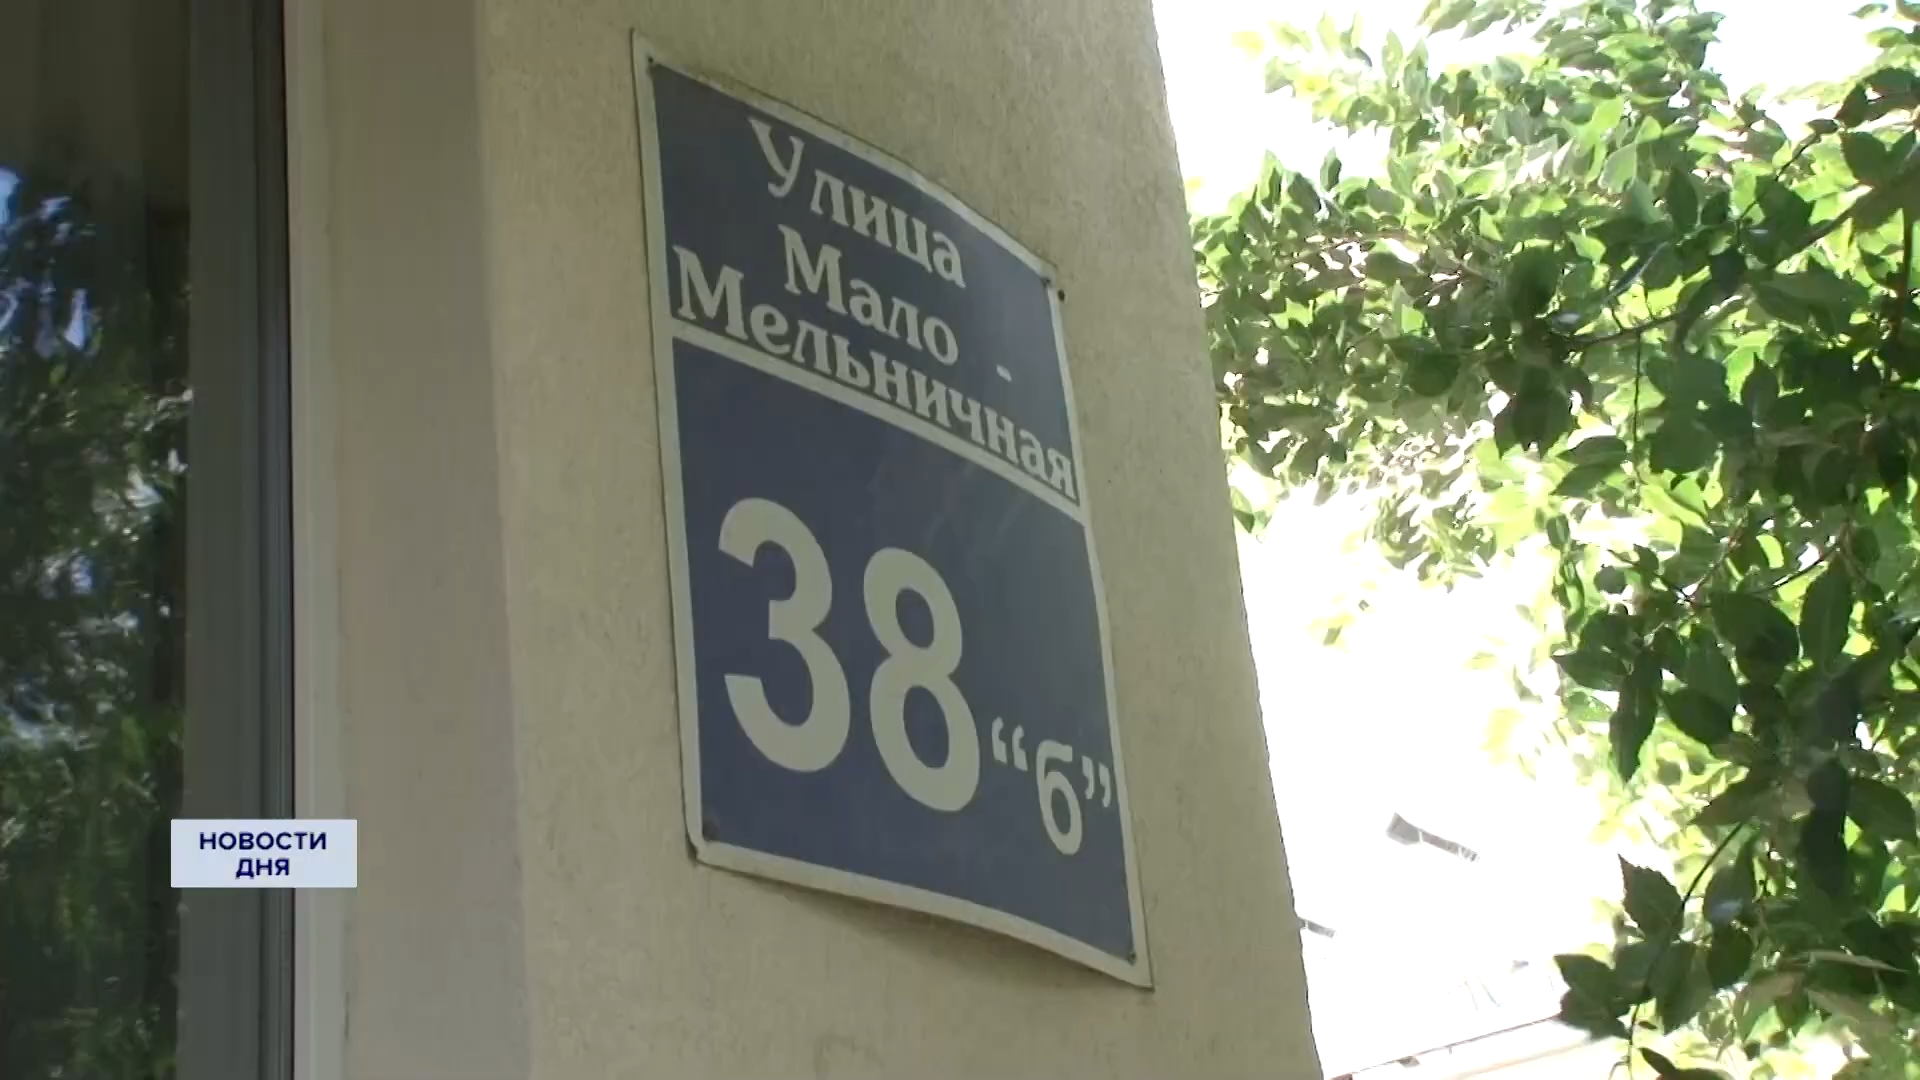 Улица
Мало -
Мельничная
38 “б”
НОВОСТИ
ДНЯ